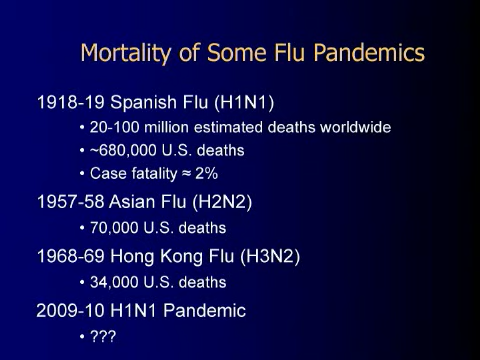 Mortality of Some Flu Pandemics
1918-19 Spanish Flu (H1N1)
• 20-100 million estimated deaths worldwide
• ~680,000 U.S. deaths
• Case fatality ≈ 2%
1957-58 Asian Flu (H2N2)
• 70,000 U.S. deaths
1968-69 Hong Kong Flu (H3N2)
• 34,000 U.S. deaths
2009-10 H1N1 Pandemic
• ???